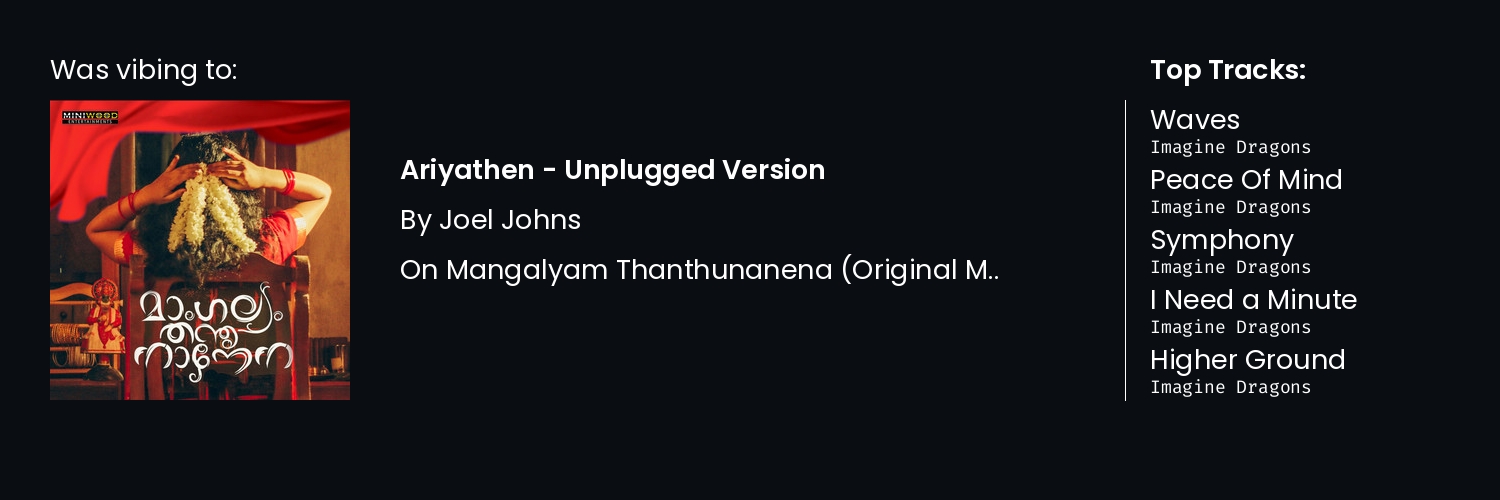 Was vibing to:
MINIWOOD
ENTERTAINMENTS
മാംഗല്യം
തന്തു
നാനേന
Ariyathen - Unplugged Version
By Joel Johns
On Mangalyam Thanthunanena (Original M..
Top Tracks:
Waves
Imagine Dragons
Peace Of Mind
Imagine Dragons
Symphony
Imagine Dragons
I Need a Minute
Imagine Dragons
Higher Ground
Imagine Dragons